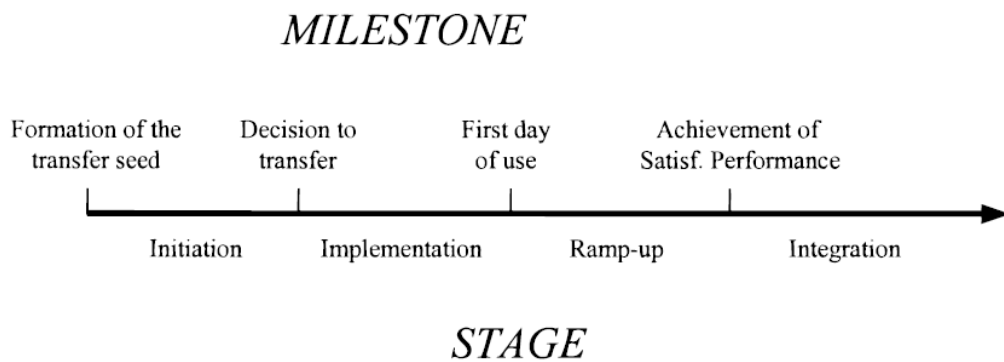 MILESTONE
Formation of the
transfer seed
Decision to
transfer
First day
of use
Achievement of
Satisf. Performance
Initiation
Implementation
Ramp-up
Integration
STAGE